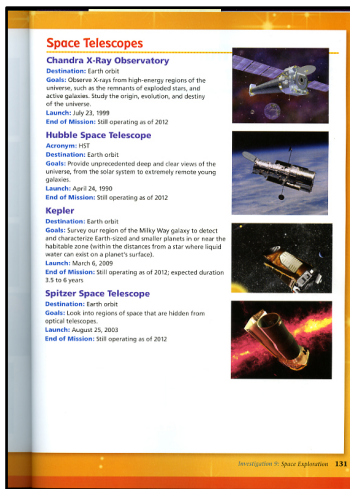 Space Telescopes
Chandra X-Ray Observatory
Destination: Earth orbit
Goals: Observe X-rays from high-energy regions of the
universe, such as the remnants of exploded stars, and
active galaxies. Study the origin, evolution, and destiny
of the universe.
Launch: July 23, 1999
End of Mission: Still operating as of 2012
Hubble Space Telescope
Acronym: HST
Destination: Earth orbit
Goals: Provide unprecedented deep and clear views of the
universe, from the solar system to extremely remote young
galaxies.
Launch: April 24, 1990
End of Mission: Still operating as of 2012
Kepler
Destination: Earth orbit
Goals: Survey our region of the Milky Way galaxy to detect
and characterize Earth-sized and smaller planets in or near the
habitable zone (within the distances from a star where liquid
water can exist on a planet's surface).
Launch: March 6, 2009
End of Mission: Still operating as of 2012; expected duration
3.5 to 6 years
Spitzer Space Telescope
Destination: Earth orbit
Goals: Look into regions of space that are hidden from
optical telescopes.
Launch: August 25, 2003
End of Mission: Still operating as of 2012
Space Exploration 131